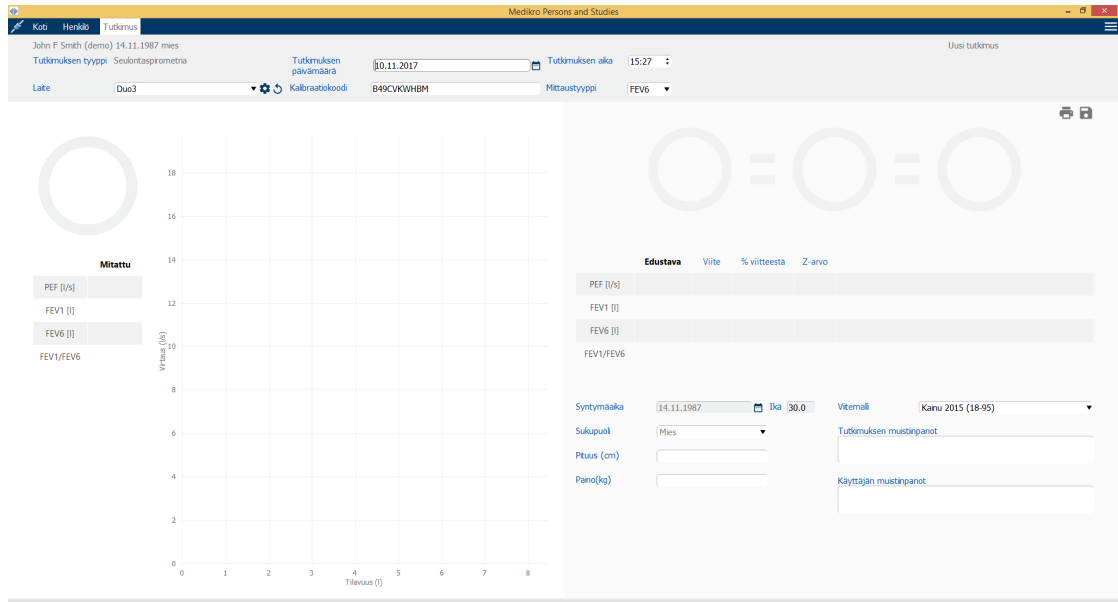 Medikro Persons and Studies
Koti Henkilö Tutkimus
John F Smith (demo) 14.11.1987 mies
Uusi tutkimus
Tutkimuksen tyyppi Seulontaspirometria
Tutkimuksen
päivämäärä
10.11.2017
Tutkimuksen aika 15:27
Laite Duo3
Kalibraatiokoodi B49CVKWHBM
Mittaustyyppi FEV6
Mitattu
PEF [l/s]
FEV1 [l]
FEV6 [l]
FEV1/FEV6
Virtaus (l/s)
18
16
14
12
10
8
6
4
2
0
0 1 2 3 4 5 6 7 8
Tilavuus (l)
Edustava Viite % viitteestä Z-arvo
PEF [l/s]
FEV1 [l]
FEV6 [l]
FEV1/FEV6
Syntymäaika 14.11.1987 Ikä 30.0
Sukupuoli Mies
Pituus (cm)
Paino(kg)
Viitemalli Kainu 2015 (18-95)
Tutkimuksen muistiinpanot
Käyttäjän muistiinpanot